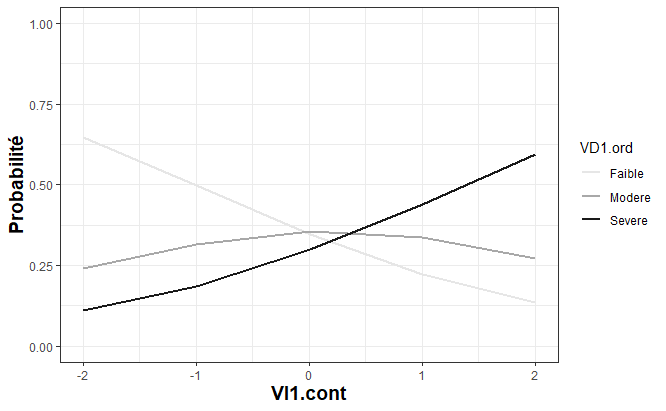 1.00
0.75
0.50
0.25
0.00
Probabilité
-2
-1
0
1
2
VI1.cont
VD1.ord
Faible
Modere
Severe